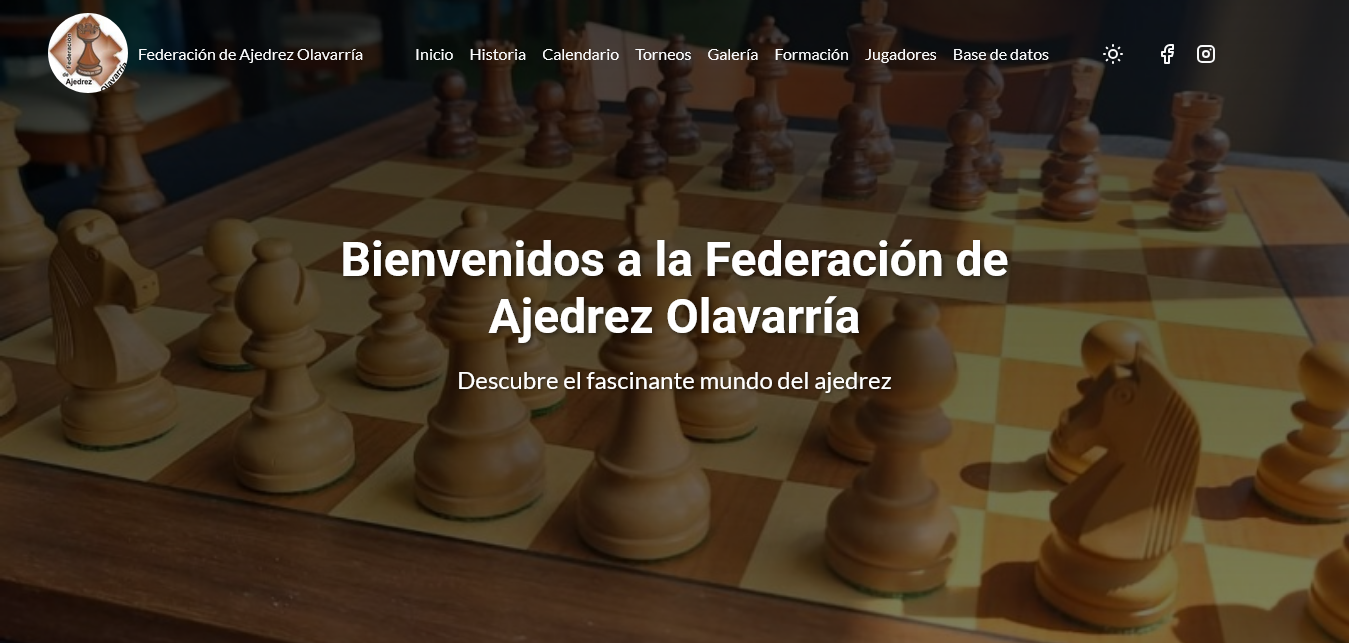 Federación
de
Ajedrez
Olavarría
Federación de Ajedrez Olavarría
Inicio Historia Calendario Torneos Galería Formación Jugadores Base de datos
Bienvenidos a la Federación de
Ajedrez Olavarría
Descubre el fascinante mundo del ajedrez